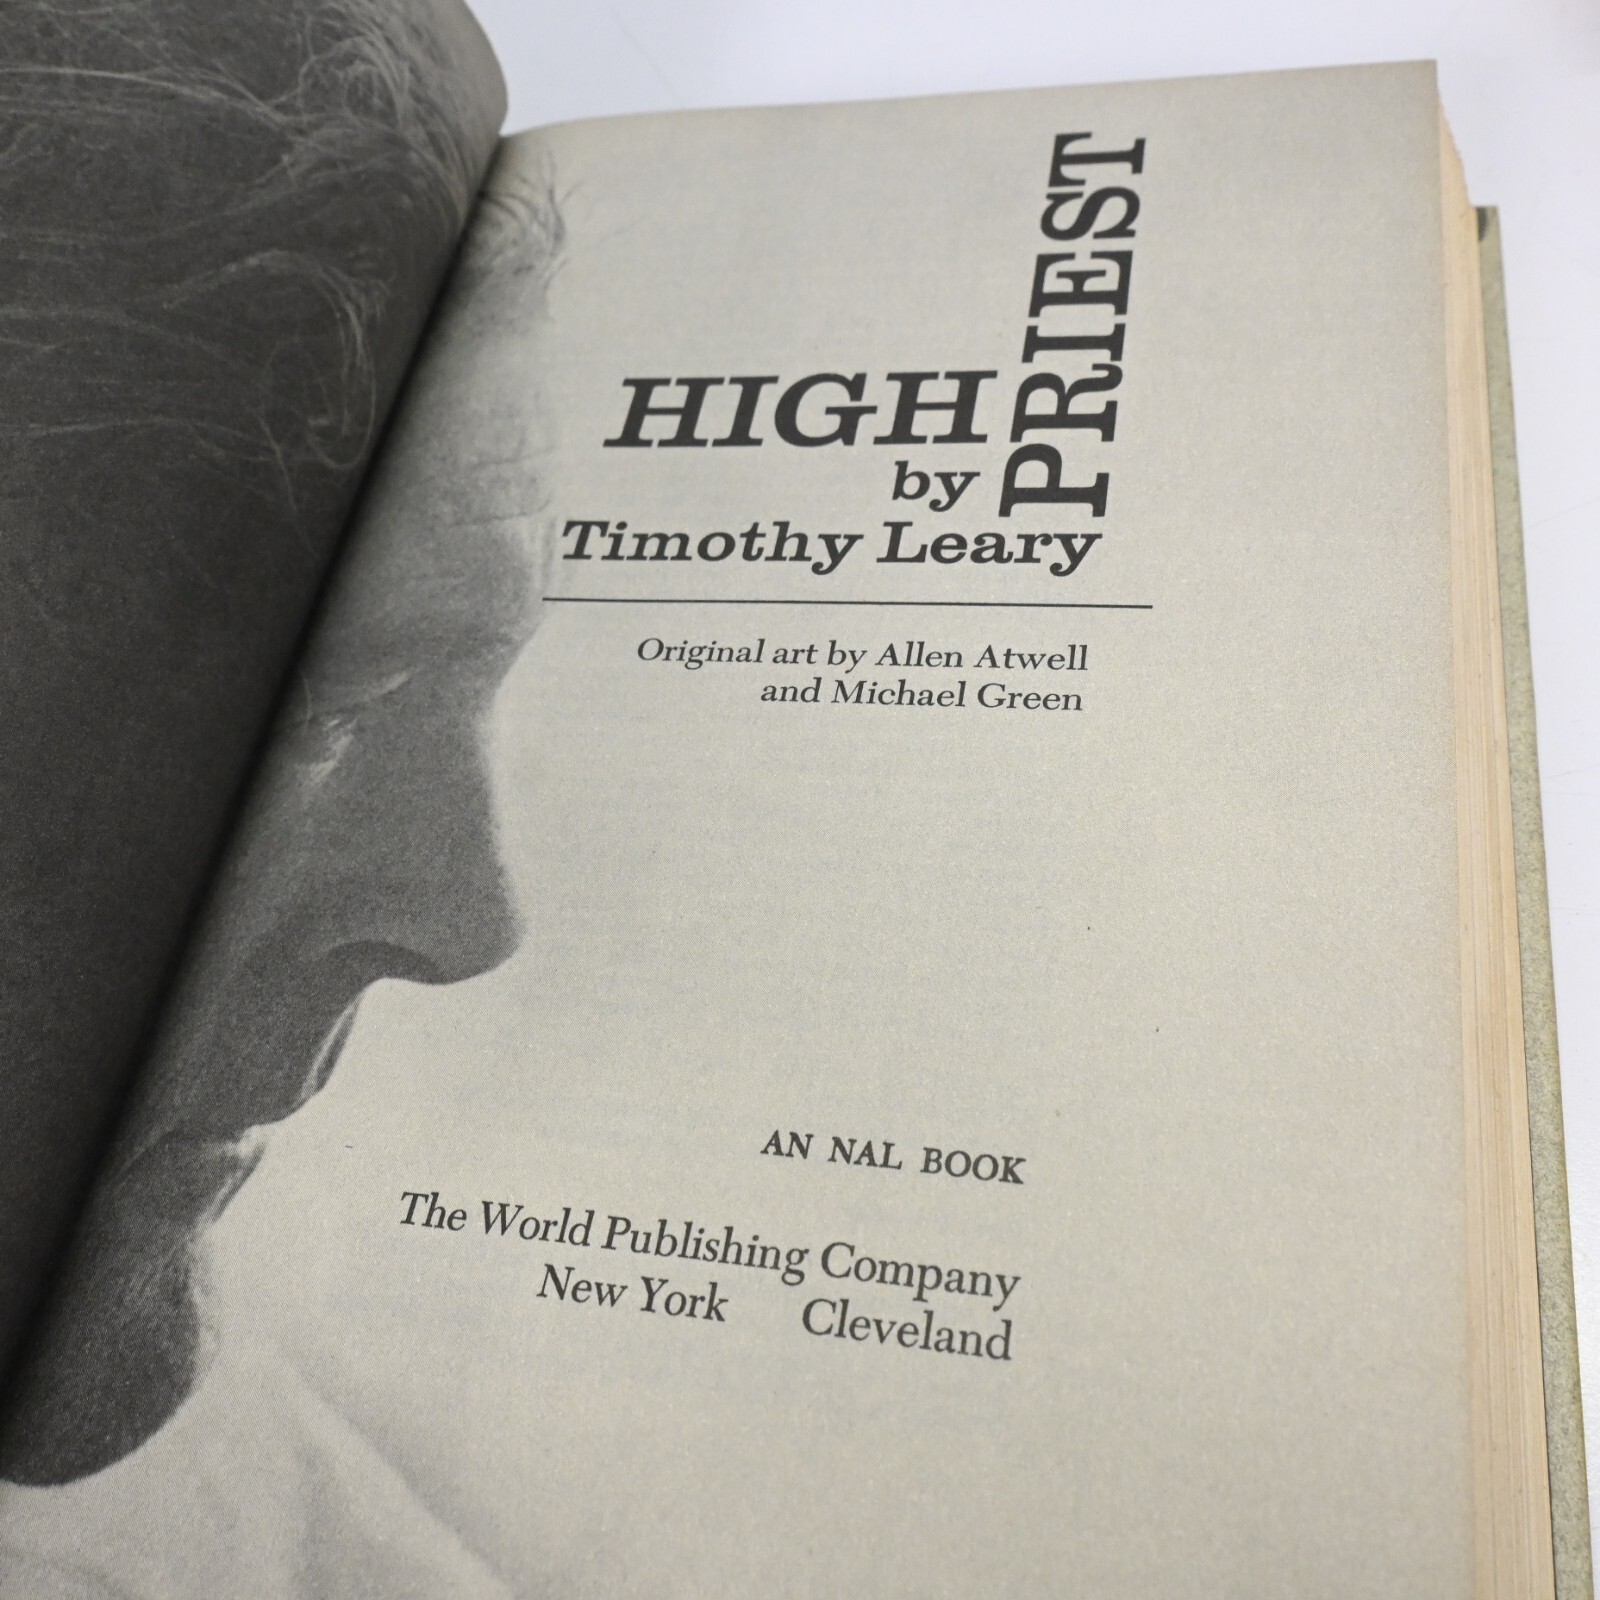 HIGH PRIEST
by
Timothy Leary
Original art by Allen Atwell
and Michael Green
AN NAL BOOK
The World Publishing Company
New York Cleveland